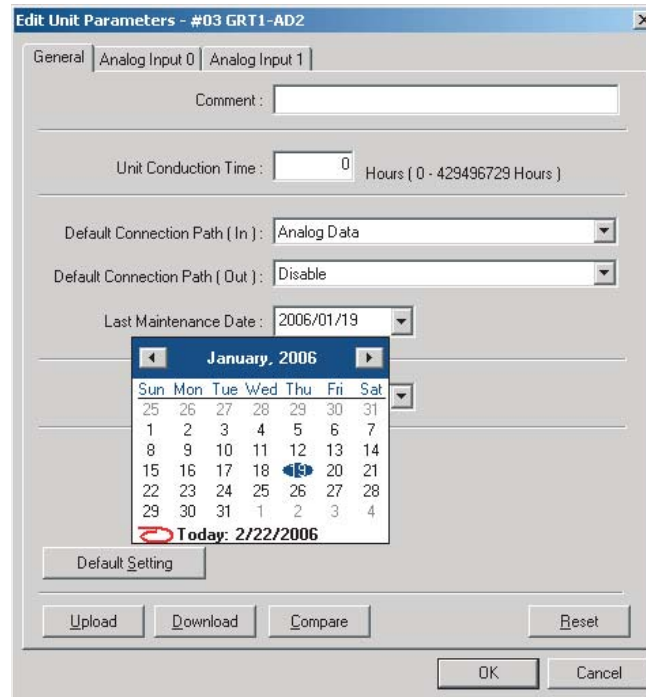 Edit Unit Parameters - #03 GRT1-AD2
General Analog Input 0 Analog Input 1
Comment :
Unit Conduction Time : 0 Hours ( 0 - 429496729 Hours )
Default Connection Path ( In ) : Analog Data
Default Connection Path ( Out ) : Disable
Last Maintenance Date : 2006/01/19
January, 2006
Sun Mon Tue Wed Thu Fri Sat
25 26 27 28 29 30 31
1 2 3 4 5 6 7
8 9 10 11 12 13 14
15 16 17 18 19 20 21
22 23 24 25 26 27 28
29 30 31 1 2 3 4
Today: 2/22/2006
Default Setting
Upload Download Compare Reset
OK Cancel